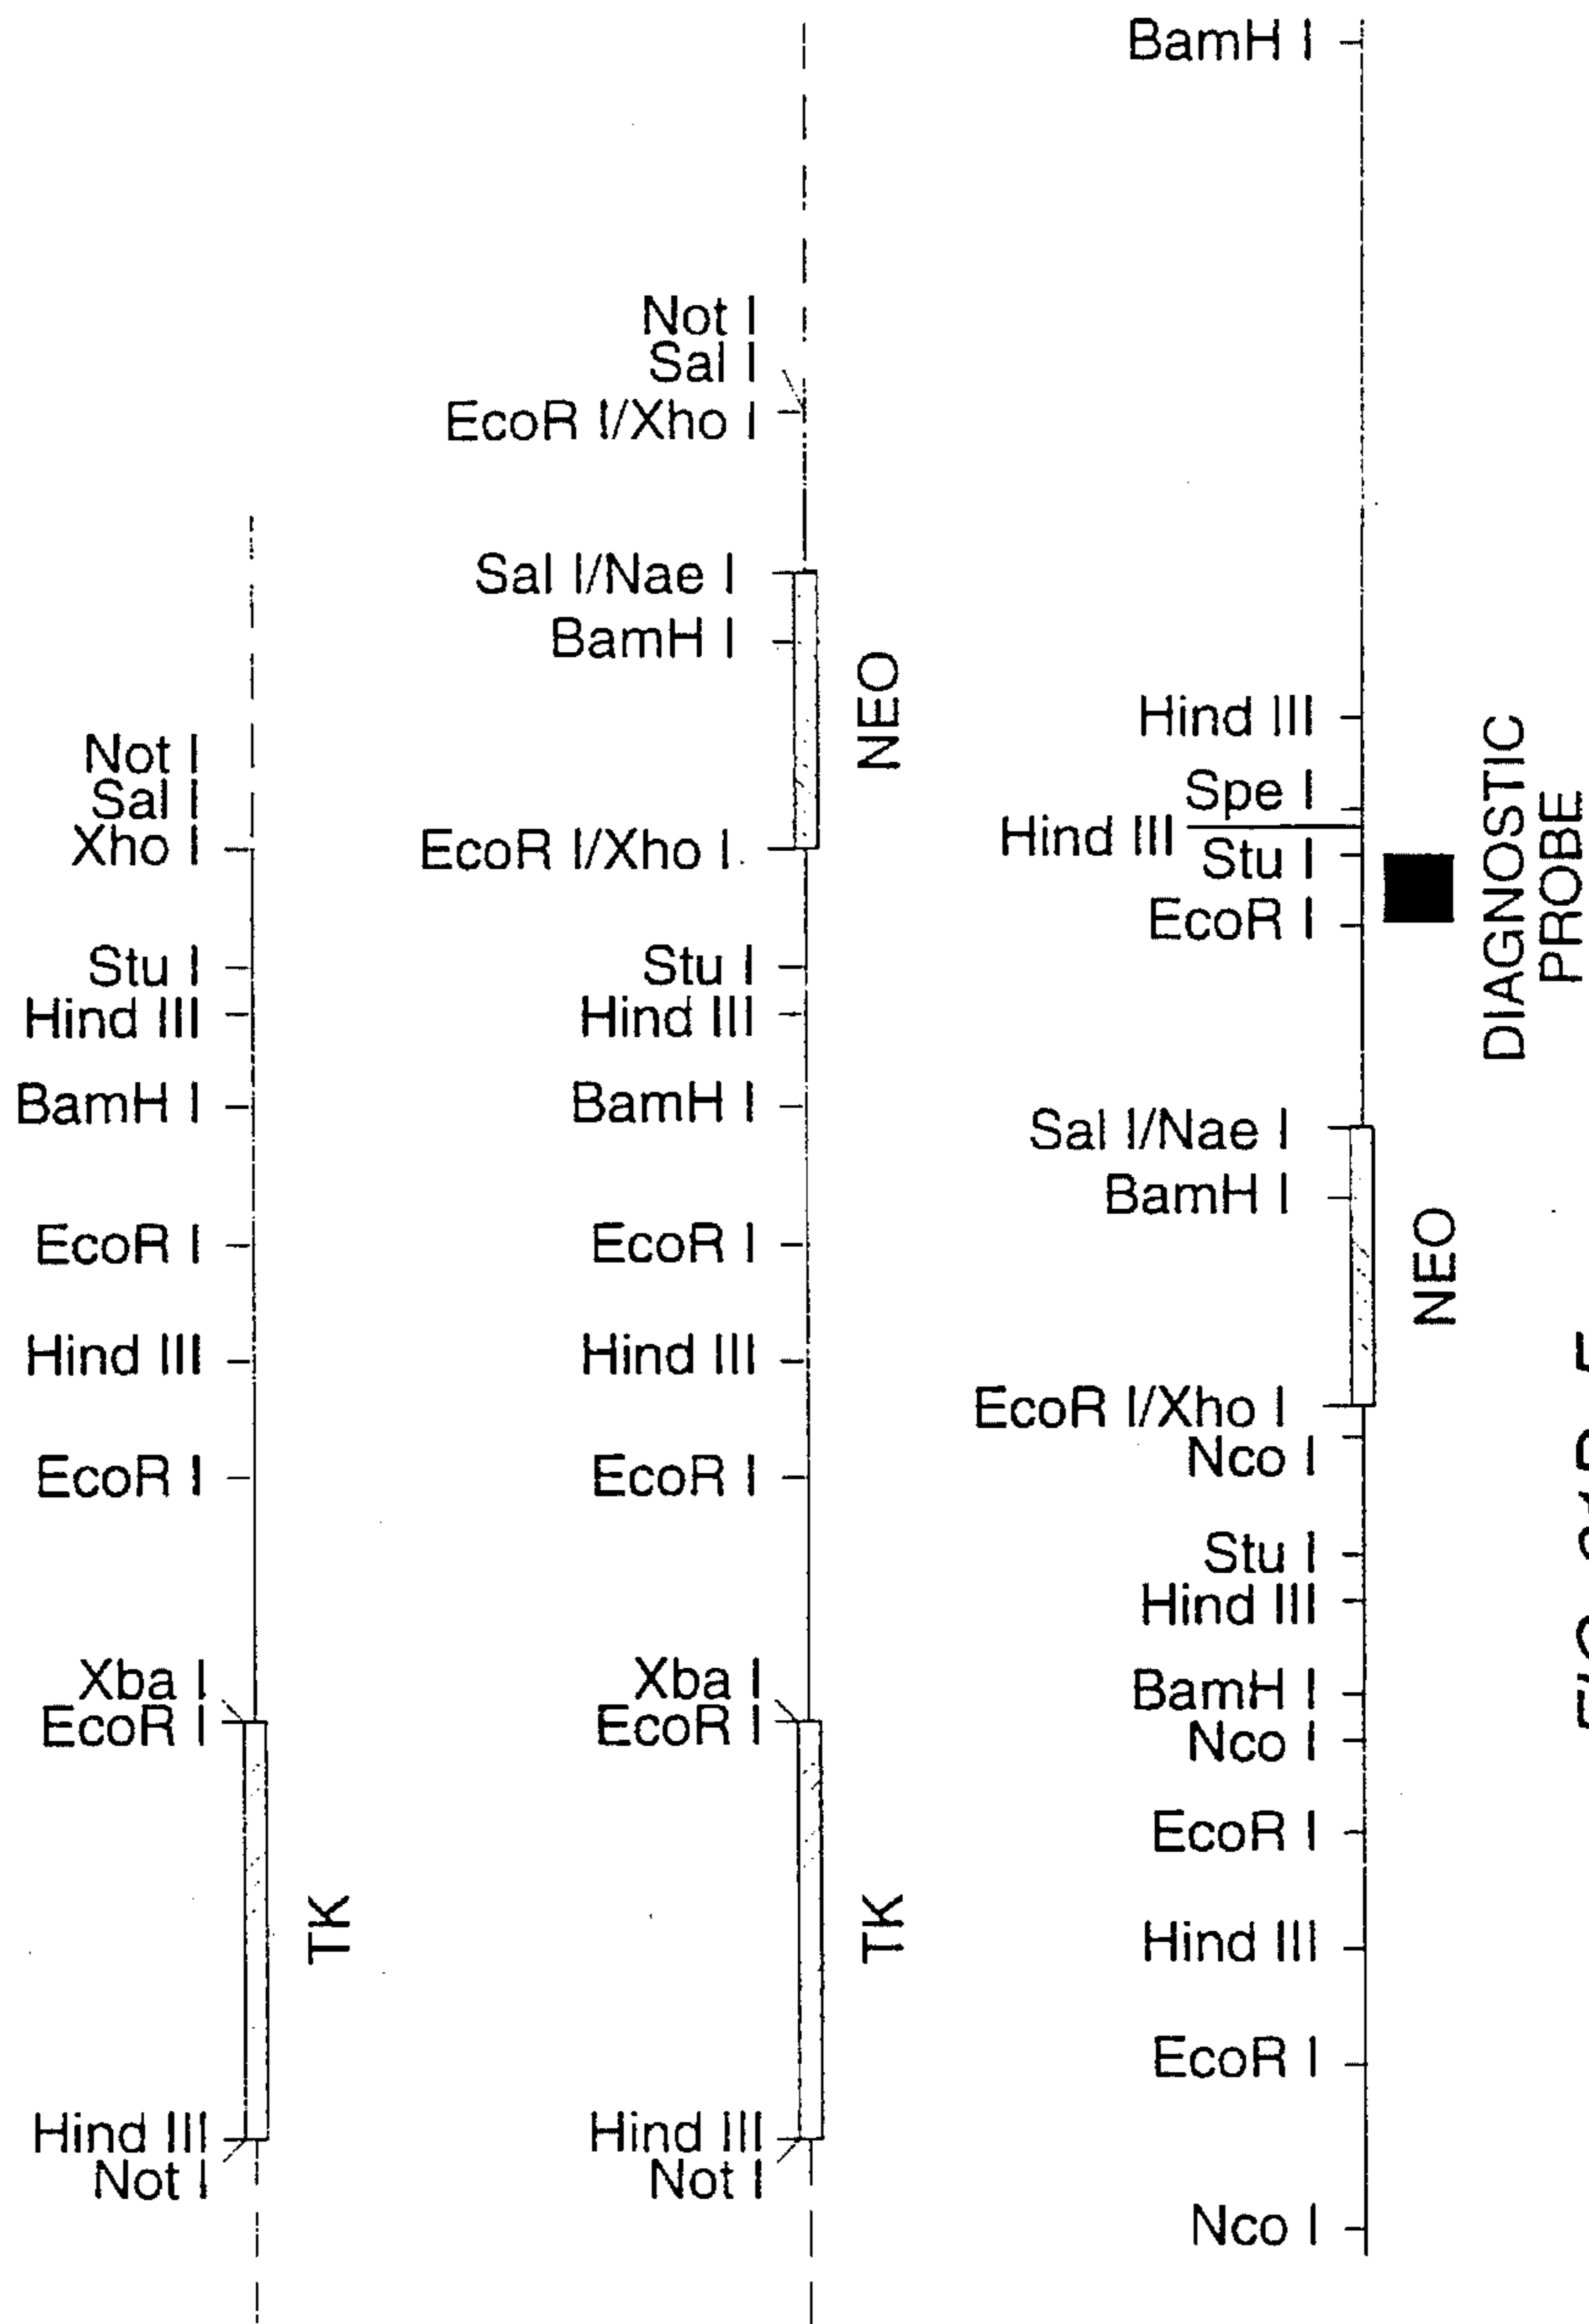 Not I
Sal I
Xho I
Stu I
Hind III
BamH I
EcoR I
Hind III
EcoR I
Xba I
EcoR I
TK
Hind III
Not I
Not I
Sal I
EcoR I/Xho I
Sal I/Nae I
BamH I
NEO
EcoR I/Xho I
Stu I
Hind III
BamH I
EcoR I
Hind III
EcoR I
Xba I
EcoR I
TK
Hind III
Not I
BamH I
Hind III
Spe I
Hind III
Stu I
EcoR I
DIAGNOSTIC
PROBE
Sal I/Nae I
BamH I
NEO
EcoR I/Xho I
Nco I
Stu I
Hind III
BamH I
Nco I
EcoR I
Hind III
EcoR I
Nco I